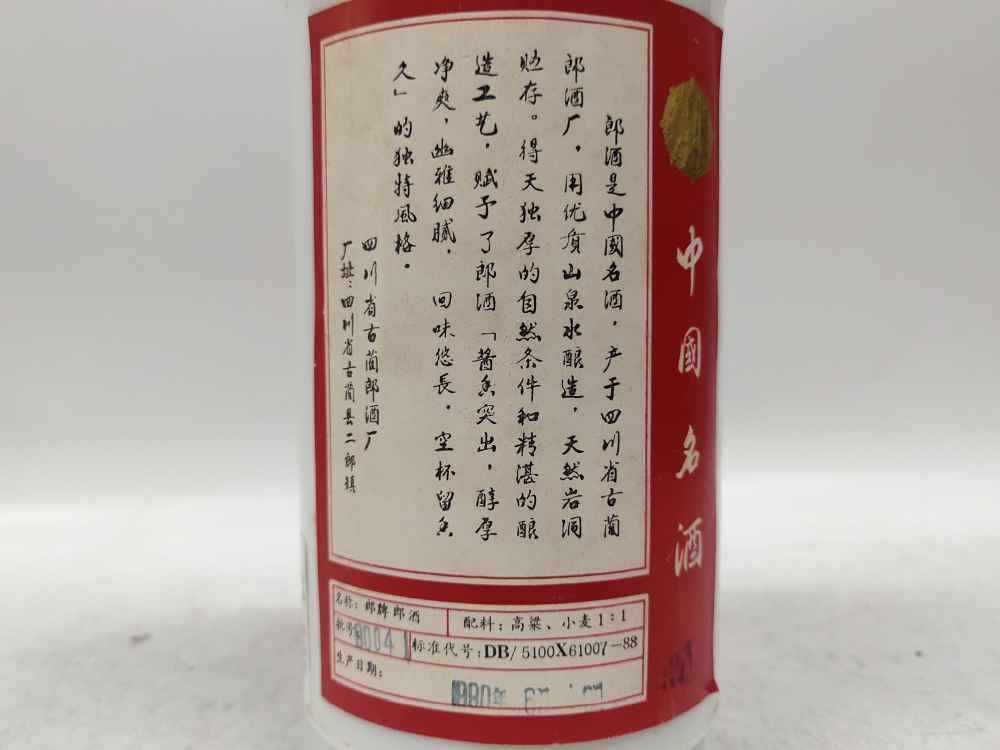 中國名酒
郎酒是中國名酒，产于四川省古蔺
郎酒厂，用优质山泉水酿造，天然岩洞
贮存。得天独厚的自然条件和精湛的酿
造工艺，赋予了郎酒「酱香突出，醇厚
净爽，幽雅细腻，回味悠長，空杯留香
久」的独特風格。
四川省古蔺郎酒厂
厂址：四川省古蔺县二郎镇
名称：郎牌郎酒
配料：高粱、小麦1：1
批号
标准代号：DB/5100X61007-88
生产日期：